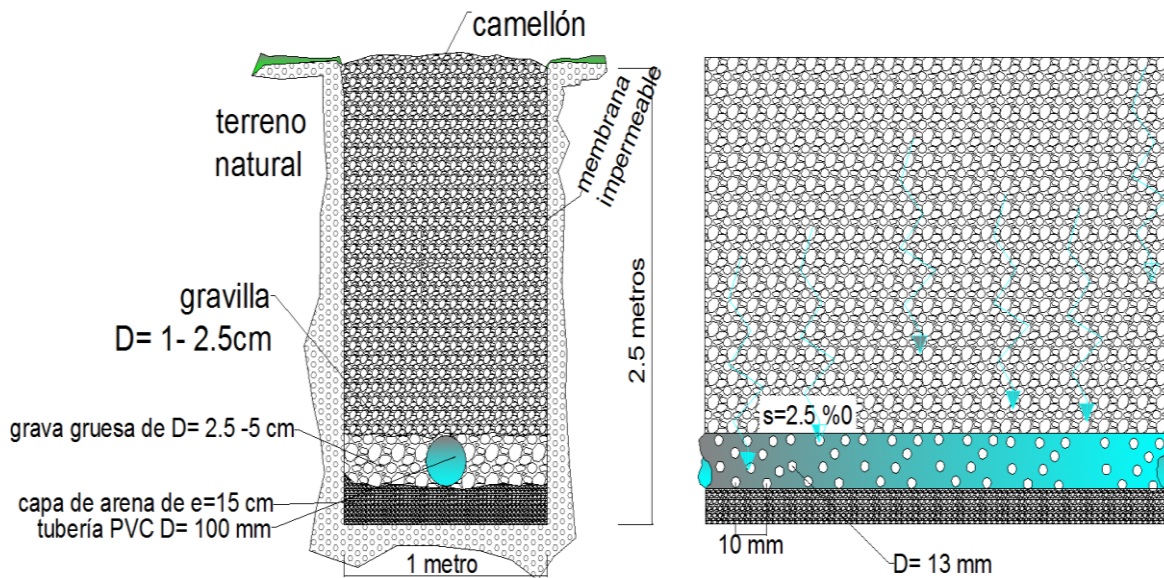 camellón
terreno
natural
membrana
impermeable
gravilla
D= 1- 2.5cm
2.5 metros
grava gruesa de D= 2.5 -5 cm
capa de arena de e=15 cm
tubería PVC D= 100 mm
1 metro
s=2.5 %0
10 mm
D= 13 mm